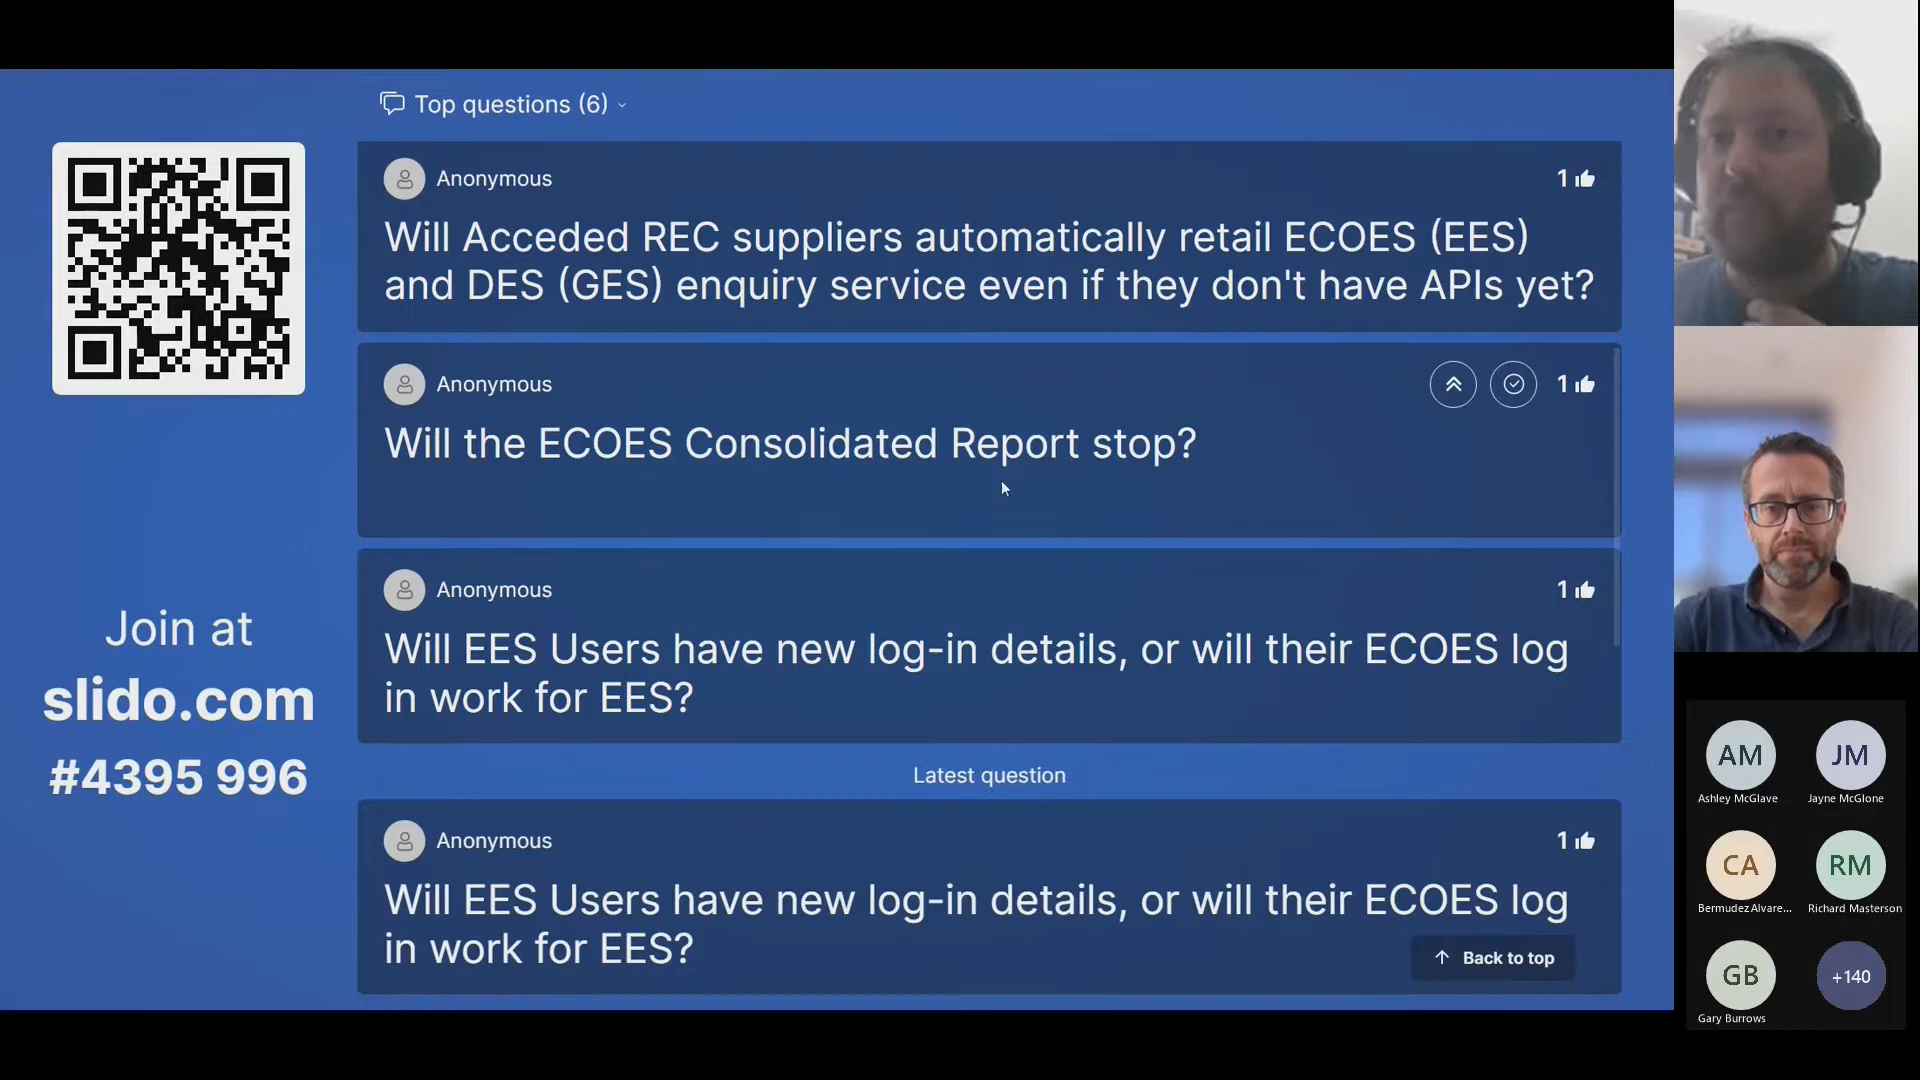 Top questions (6)
Anonymous
1
Will Acceded REC suppliers automatically retail ECOES (EES)
and DES (GES) enquiry service even if they don't have APIs yet?
Anonymous
1
Will the ECOES Consolidated Report stop?
Anonymous
1
Will EES Users have new log-in details, or will their ECOES log
in work for EES?
Latest question
Anonymous
1
Will EES Users have new log-in details, or will their ECOES log
in work for EES?
Back to top
Join at
slido.com
#4395 996
AM
Ashley McGlave
JM
Jayne McGlone
CA
Bermudez Alvare...
RM
Richard Masterson
GB
Gary Burrows
+140